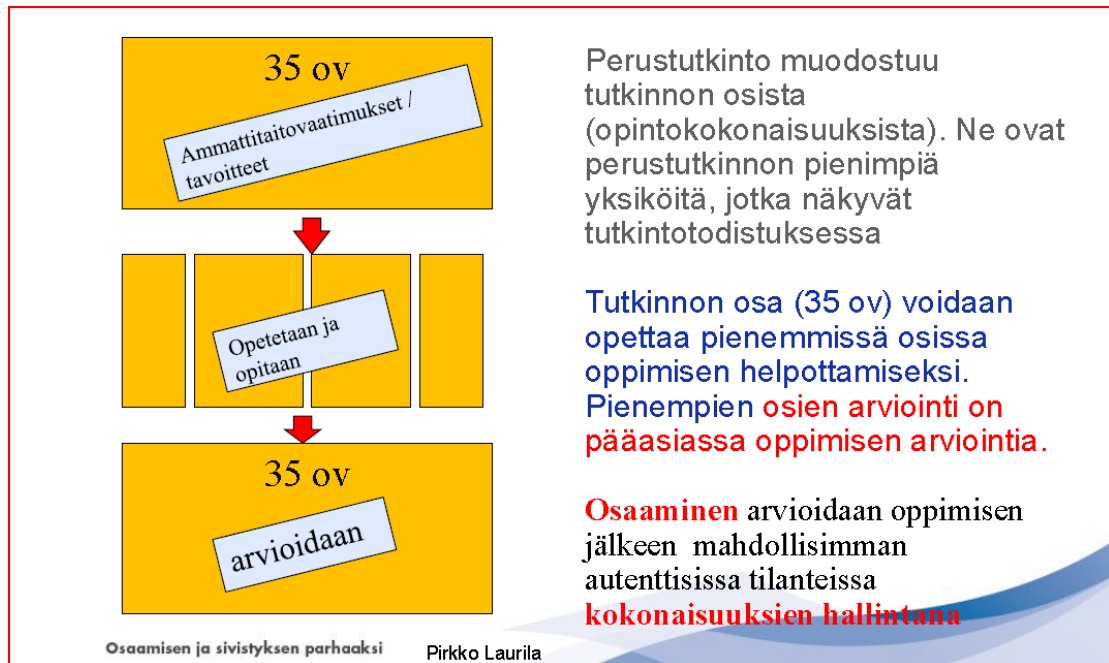 35 ov
Ammattitaitovaatimukset /
tavoitteet
Opetetaan ja
opitaan
35 ov
arvioidaan
Perustutkinto muodostuu
tutkinnon osista
(opintokokonaisuuksista). Ne ovat
perustutkinnon pienimpiä
yksiköitä, jotka näkyvät
tutkintotodistuksessa
Tutkinnon osa (35 ov) voidaan
opettaa pienemmissä osissa
oppimisen helpottamiseksi.
Pienempien osien arviointi on
pääasiassa oppimisen arviointia.
Osaaminen arvioidaan oppimisen
jälkeen mahdollisimman
autenttisissa tilanteissa
kokonaisuuksien hallintana
Osaamisen ja sivistyksen parhaaksi
Pirkko Laurila